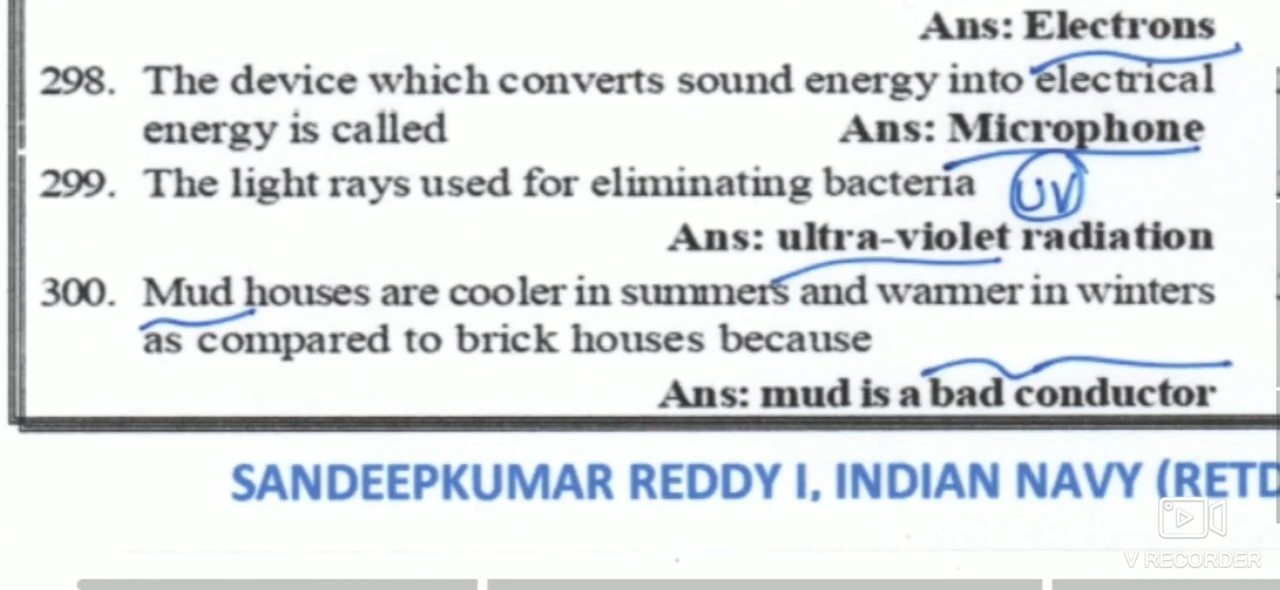 Ans: Electrons
298. The device which converts sound energy into electrical
energy is called Ans: Microphone
299. The light rays used for eliminating bacteria UV
Ans: ultra-violet radiation
300. Mud houses are cooler in summers and warmer in winters
as compared to brick houses because
Ans: mud is a bad conductor
SANDEEPKUMAR REDDY I, INDIAN NAVY (RETD
V RECORDER